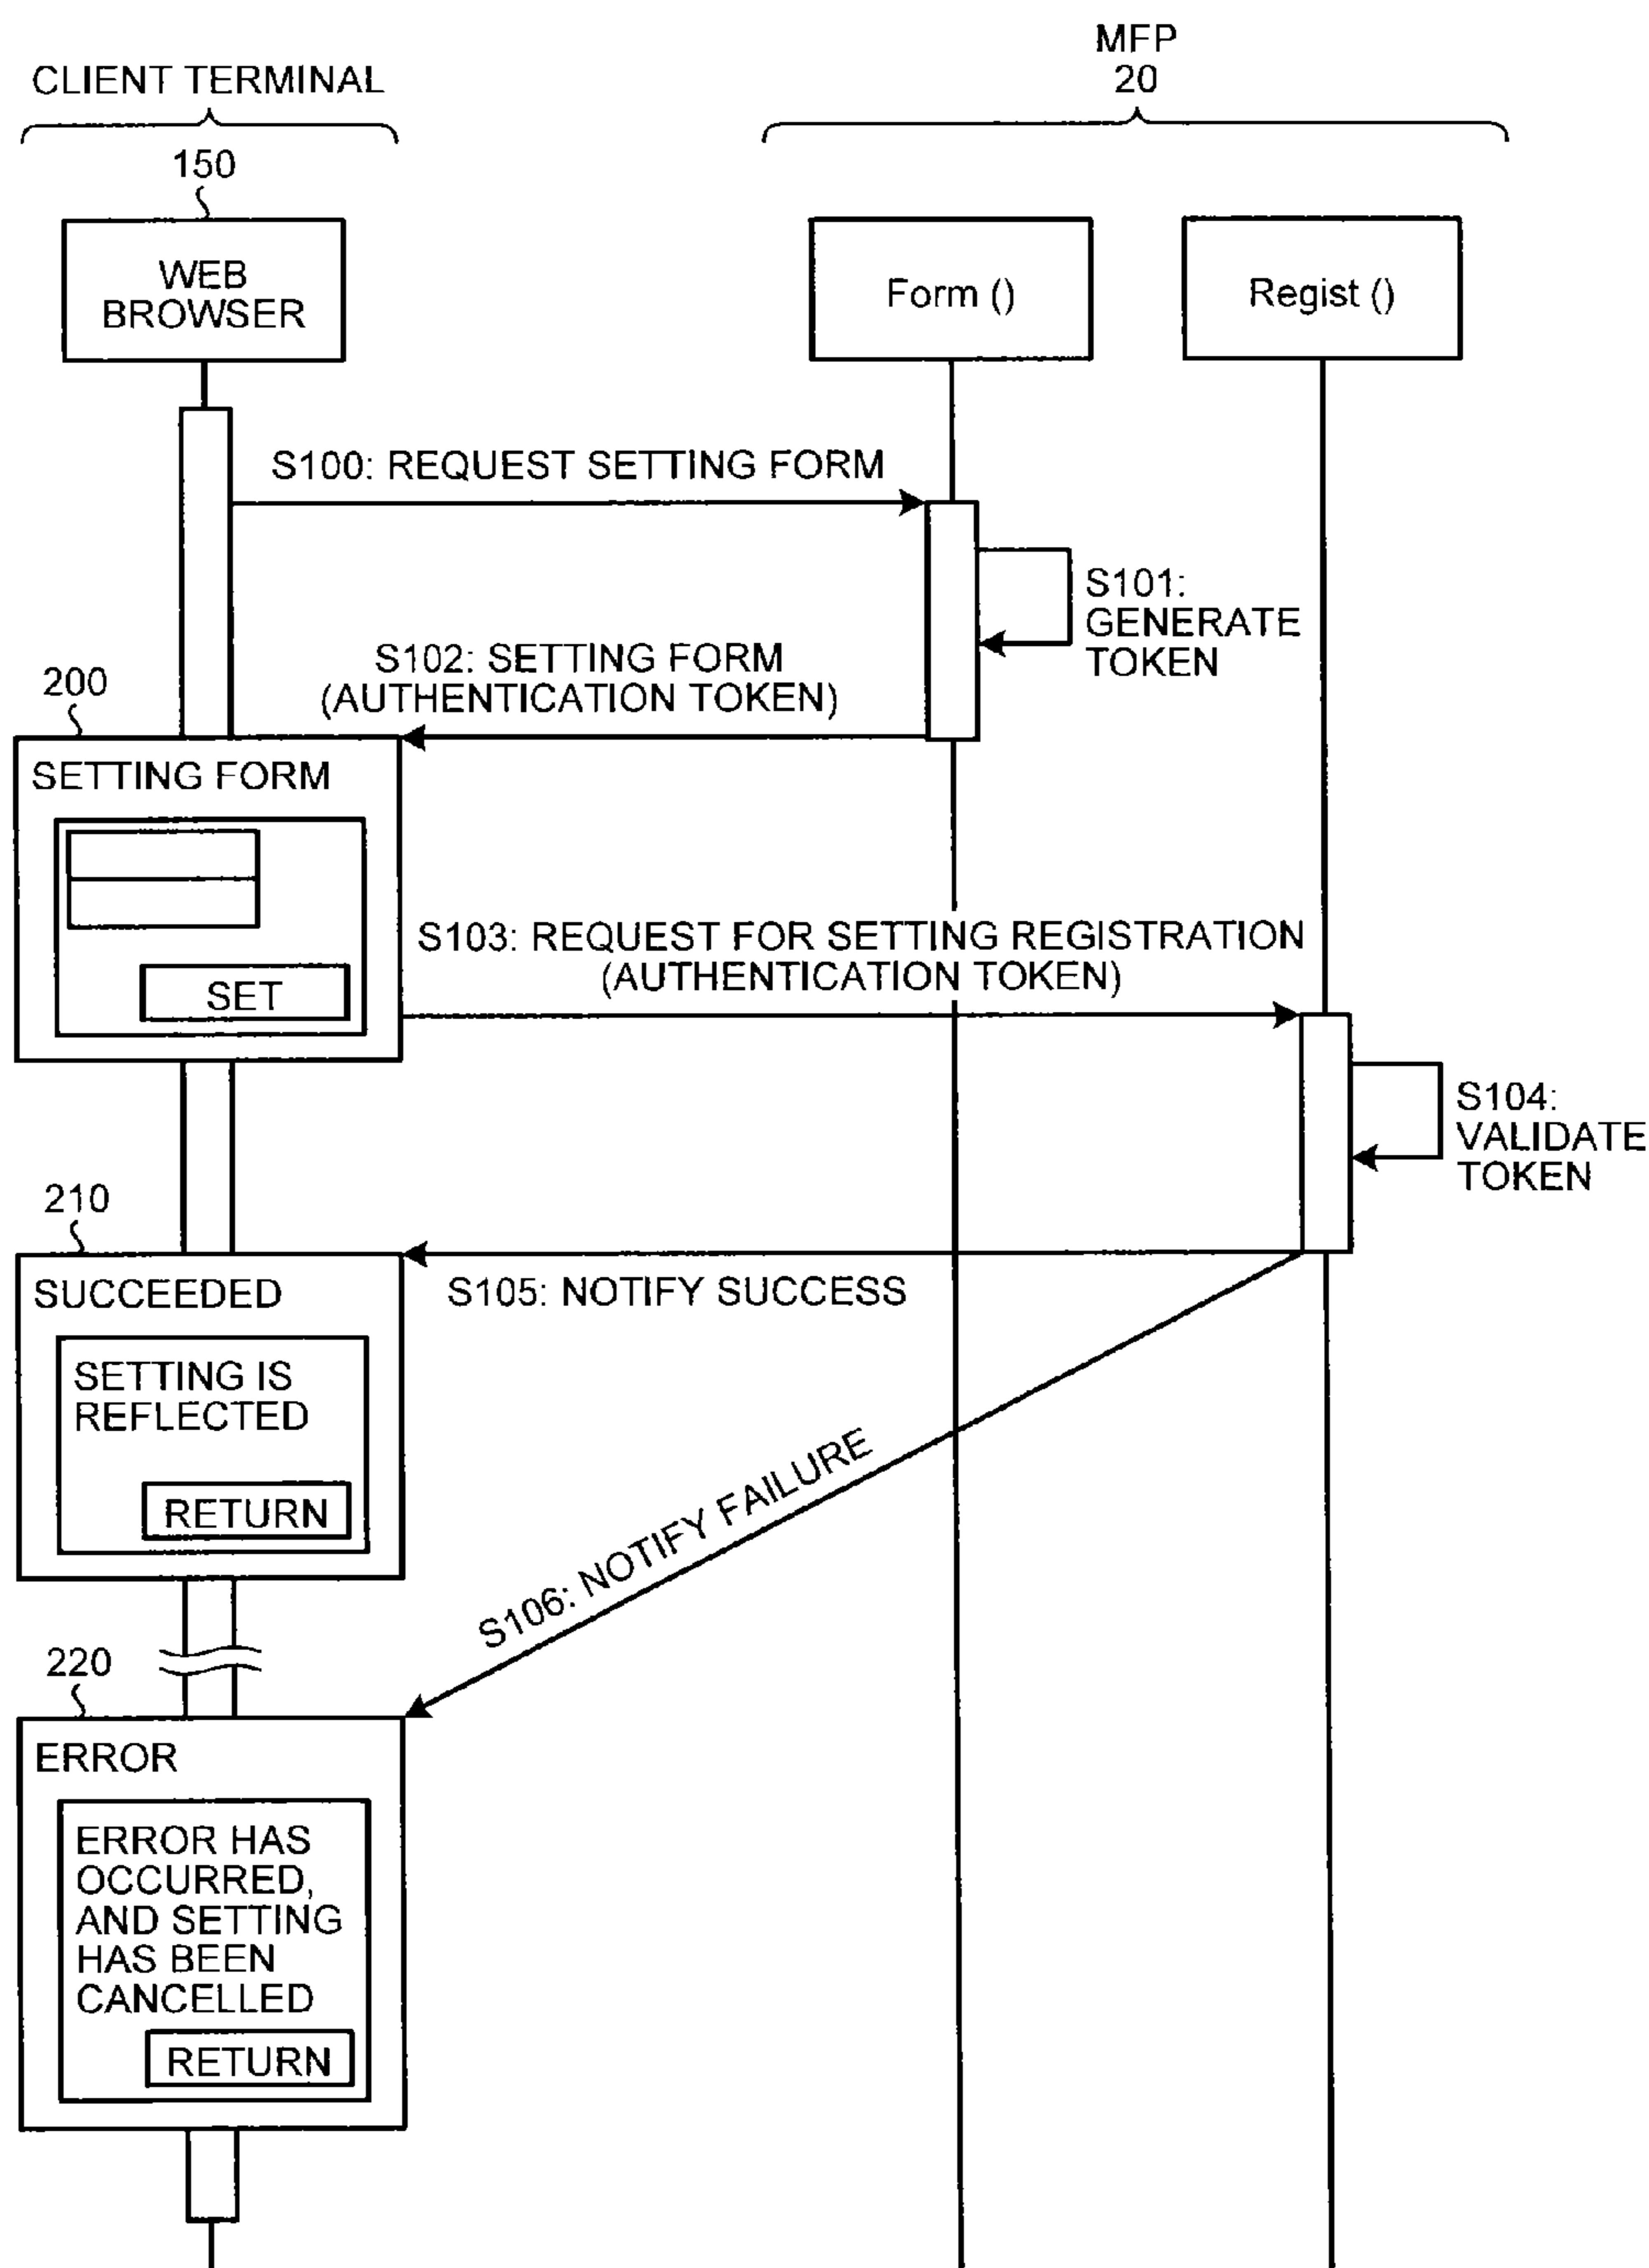 MFP
20
CLIENT TERMINAL
150
WEB
BROWSER
Form ()
Regist ()
S100: REQUEST SETTING FORM
S101:
GENERATE
TOKEN
S102: SETTING FORM
(AUTHENTICATION TOKEN)
200
SETTING FORM
S103: REQUEST FOR SETTING REGISTRATION
(AUTHENTICATION TOKEN)
SET
S104:
VALIDATE
TOKEN
210
SUCCEEDED
S105: NOTIFY SUCCESS
SETTING IS
REFLECTED
RETURN
S106: NOTIFY FAILURE
220
ERROR
ERROR HAS
OCCURRED,
AND SETTING
HAS BEEN
CANCELLED
RETURN